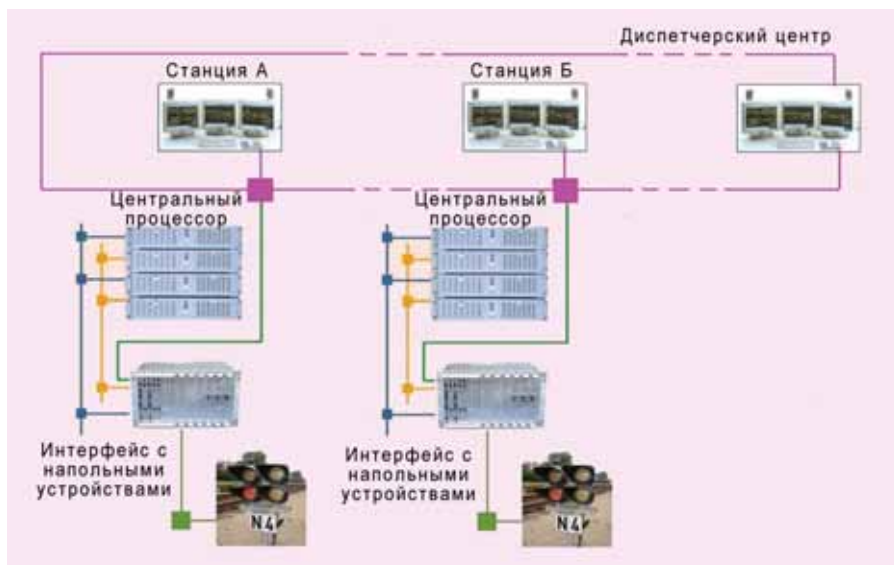 Диспетчерский центр
Станция А
Станция Б
Центральный
процессор
Центральный
процессор
Интерфейс с
напольными
устройствами
Интерфейс с
напольными
устройствами
N4
N4